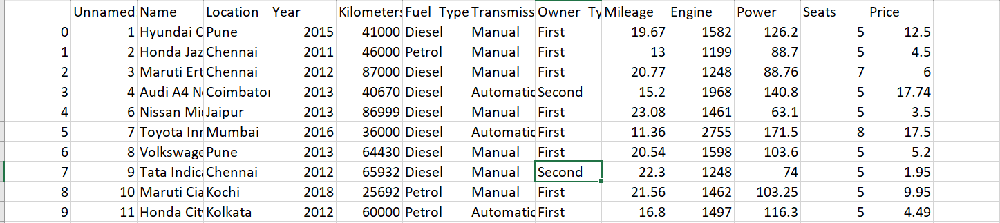 Unnamed Name Location Year Kilometers Fuel_Type Transmiss Owner_Ty Mileage Engine Power Seats Price
0 1 Hyundai C Pune 2015 41000 Diesel Manual First 19.67 1582 126.2 5 12.5
1 2 Honda Jaz Chennai 2011 46000 Petrol Manual First 13 1199 88.7 5 4.5
2 3 Maruti Ert Chennai 2012 87000 Diesel Manual First 20.77 1248 88.76 7 6
3 4 Audi A4 N Coimbator 2013 40670 Diesel Automatic Second 15.2 1968 140.8 5 17.74
4 6 Nissan Mic Jaipur 2013 86999 Diesel Manual First 23.08 1461 63.1 5 3.5
5 7 Toyota Inn Mumbai 2016 36000 Diesel Automatic First 11.36 2755 171.5 8 17.5
6 8 Volkswage Pune 2013 64430 Diesel Manual First 20.54 1598 103.6 5 5.2
7 9 Tata Indica Chennai 2012 65932 Diesel Manual Second 22.3 1248 74 5 1.95
8 10 Maruti Cia Kochi 2018 25692 Petrol Manual First 21.56 1462 103.25 5 9.95
9 11 Honda Cit Kolkata 2012 60000 Petrol Automatic First 16.8 1497 116.3 5 4.49